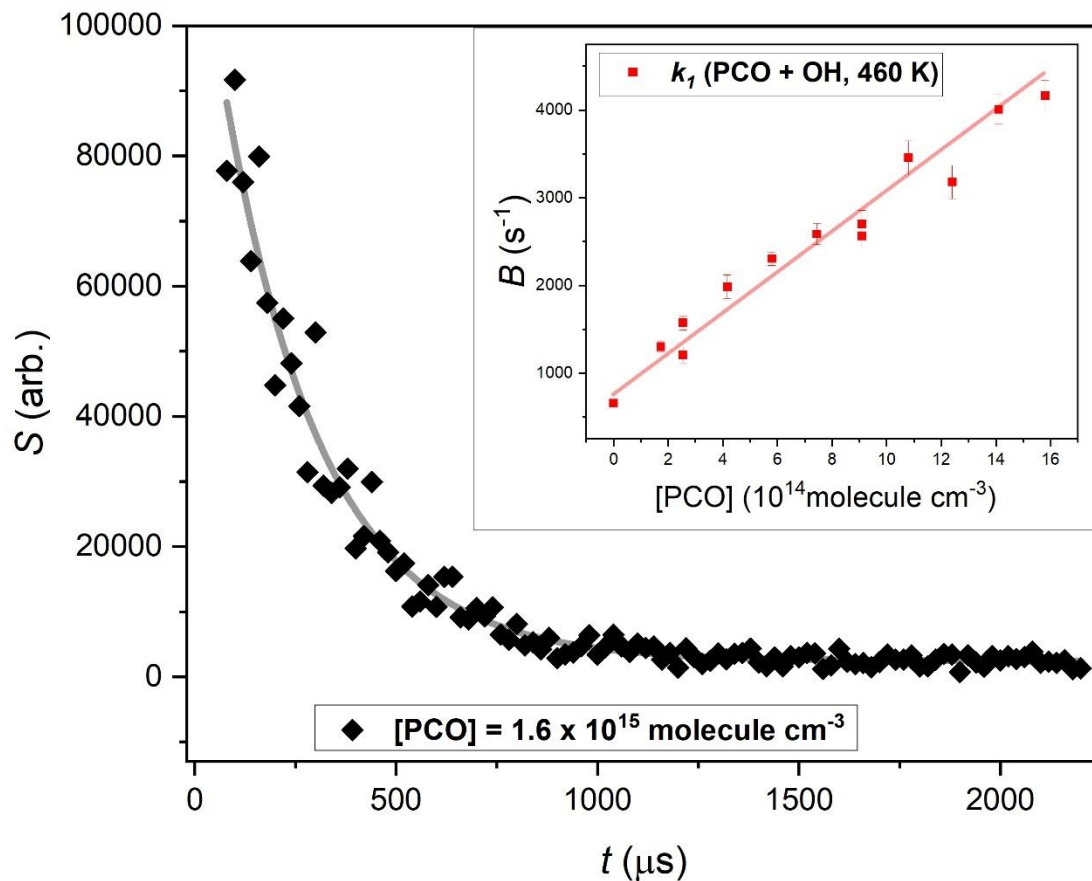 100000
80000
60000
40000
20000
0
S (arb.)
0 500 1000 1500 2000
t (μs)
[PCO] = 1.6 x 10¹⁵ molecule cm⁻³
k₁ (PCO + OH, 460 K)
4000
3000
2000
1000
B (s⁻¹)
0 2 4 6 8 10 12 14 16
[PCO] (10¹⁴molecule cm⁻³)